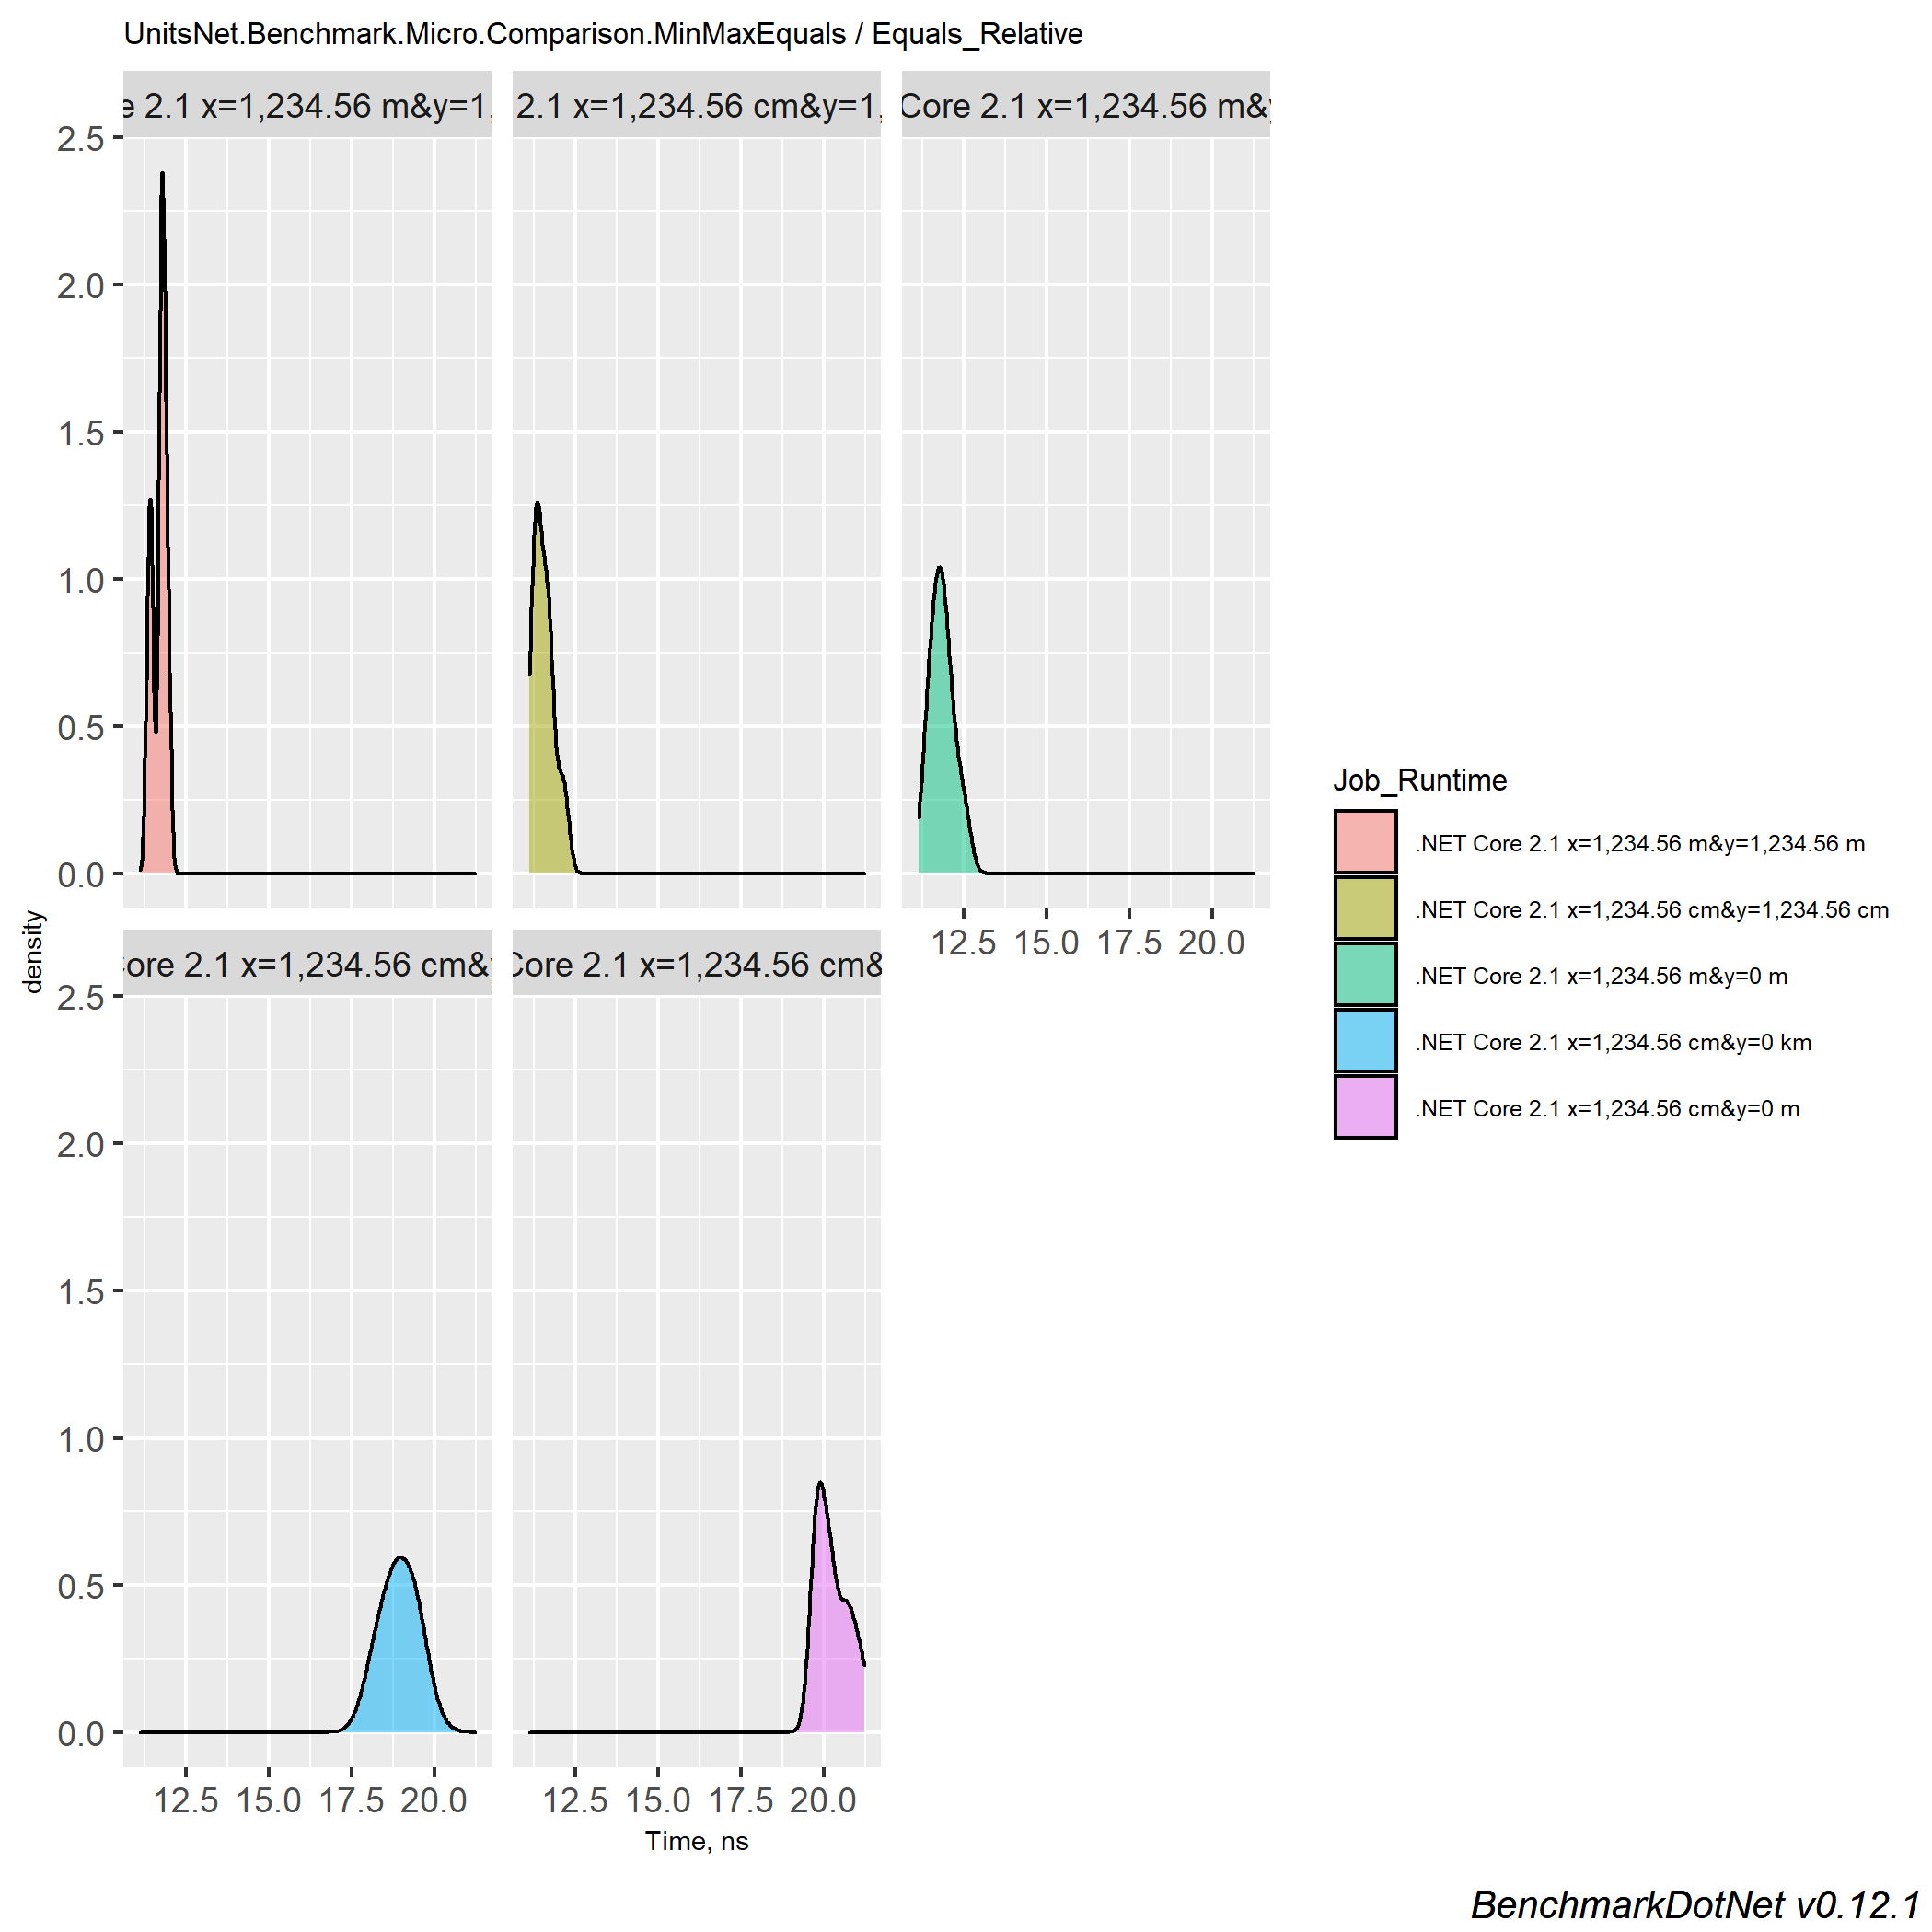 UnitsNet.Benchmark.Micro.Comparison.MinMaxEquals / Equals_Relative
e 2.1 x=1,234.56 m&y=1,
2.1 x=1,234.56 cm&y=1,
Core 2.1 x=1,234.56 m&y
2.5
2.0
1.5
1.0
0.5
0.0
12.5 15.0 17.5 20.0
density
ore 2.1 x=1,234.56 cm&y
Core 2.1 x=1,234.56 cm&
2.5
2.0
1.5
1.0
0.5
0.0
12.5 15.0 17.5 20.0
12.5 15.0 17.5 20.0
Time, ns
Job_Runtime
.NET Core 2.1 x=1,234.56 m&y=1,234.56 m
.NET Core 2.1 x=1,234.56 cm&y=1,234.56 cm
.NET Core 2.1 x=1,234.56 m&y=0 m
.NET Core 2.1 x=1,234.56 cm&y=0 km
.NET Core 2.1 x=1,234.56 cm&y=0 m
BenchmarkDotNet v0.12.1